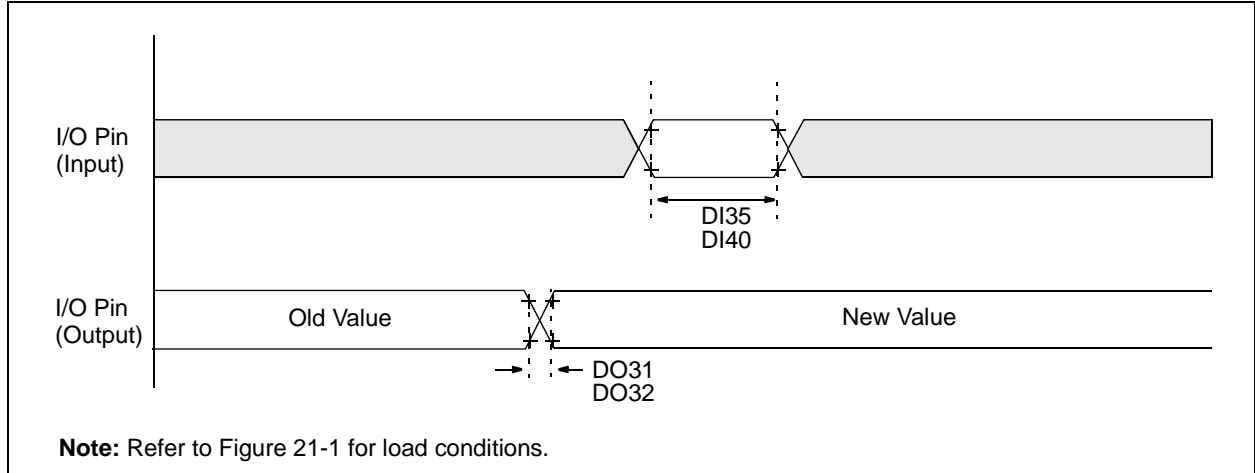 I/O Pin
(Input)
DI35
DI40
I/O Pin
(Output)
Old Value
New Value
DO31
DO32
Note: Refer to Figure 21-1 for load conditions.